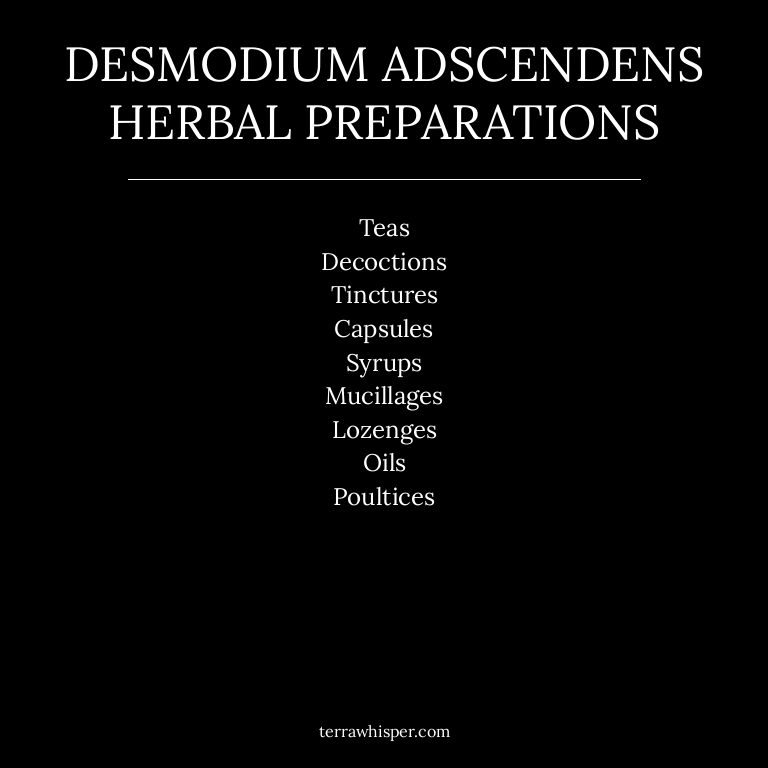 DESMODIUM ADSCENDENS
HERBAL PREPARATIONS
Teas
Decoctions
Tinctures
Capsules
Syrups
Mucillages
Lozenges
Oils
Poultices
terrawhisper.com